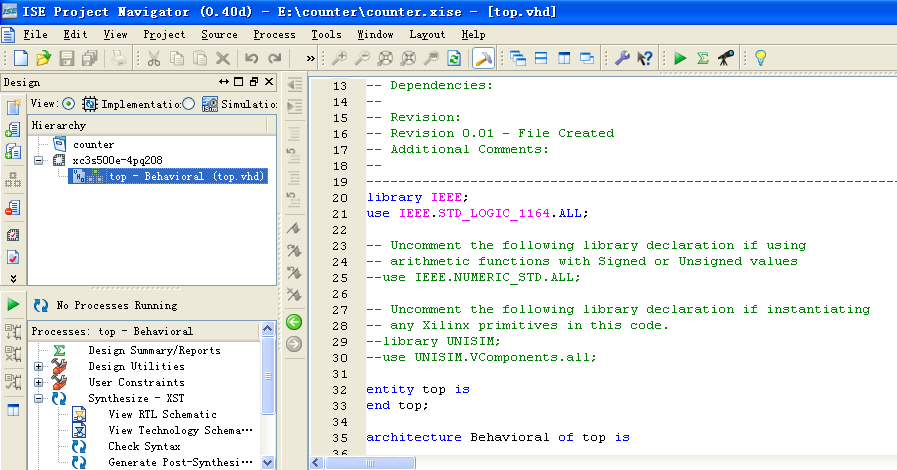 ISE Project Navigator (0.40d) - E:\counter\counter.xise - [top.vhd]
File Edit View Project Source Process Tools Window Layout Help
Design
View: Implementatio: Simulatio:
Hierarchy
counter
xc3s500e-4pq208
top - Behavioral (top.vhd)
No Processes Running
Processes: top - Behavioral
Design Summary/Reports
Design Utilities
User Constraints
Synthesize - XST
View RTL Schematic
View Technology Schema...
Check Syntax
Generate Post-Synthesi...
13 -- Dependencies:
14 --
15 -- Revision:
16 -- Revision 0.01 - File Created
17 -- Additional Comments:
18 --
19 ----------------------------------------------------------------------
20 library IEEE;
21 use IEEE.STD_LOGIC_1164.ALL;
22
23 -- Uncomment the following library declaration if using
24 -- arithmetic functions with Signed or Unsigned values
25 --use IEEE.NUMERIC_STD.ALL;
26
27 -- Uncomment the following library declaration if instantiating
28 -- any Xilinx primitives in this code.
29 --library UNISIM;
30 --use UNISIM.VComponents.all;
31
32 entity top is
33 end top;
34
35 architecture Behavioral of top is
36